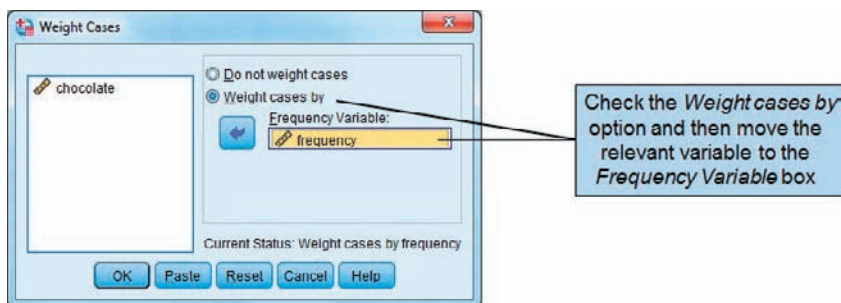 Weight Cases
chocolate
Do not weight cases
Weight cases by
Frequency Variable:
frequency
Current Status: Weight cases by frequency
OK Paste Reset Cancel Help
Check the Weight cases by
option and then move the
relevant variable to the
Frequency Variable box